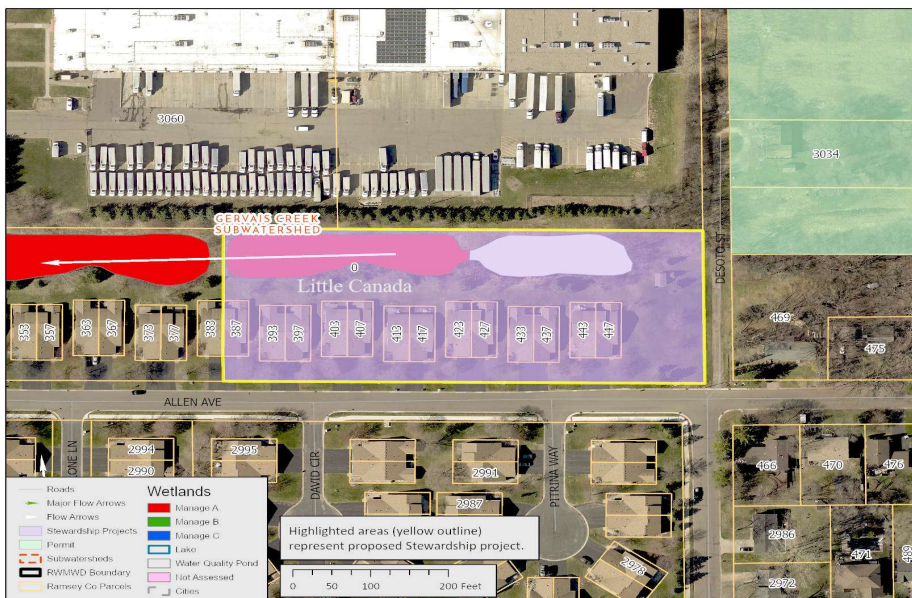 3060
3034
GERVAIS CREEK
SUBWATERSHED
0
Little Canada
DESOTO ST
353
357
363
367
373
377
383
387
393
397
403
407
413
417
423
427
433
437
443
447
469
475
ALLEN AVE
ONE LN
2994
2990
2995
DAVID CIR
2991
2987
PETRINA WAY
2978
466
470
476
2986
471
489
2972
Roads
Major Flow Arrows
Flow Arrows
Stewardship Projects
Permit
Subwatersheds
RWMWD Boundary
Ramsey Co Parcels
Wetlands
Manage A
Manage B
Manage C
Lake
Water Quality Pond
Not Assessed
Cities
Highlighted areas (yellow outline)
represent proposed Stewardship project.
0 50 100 200 Feet